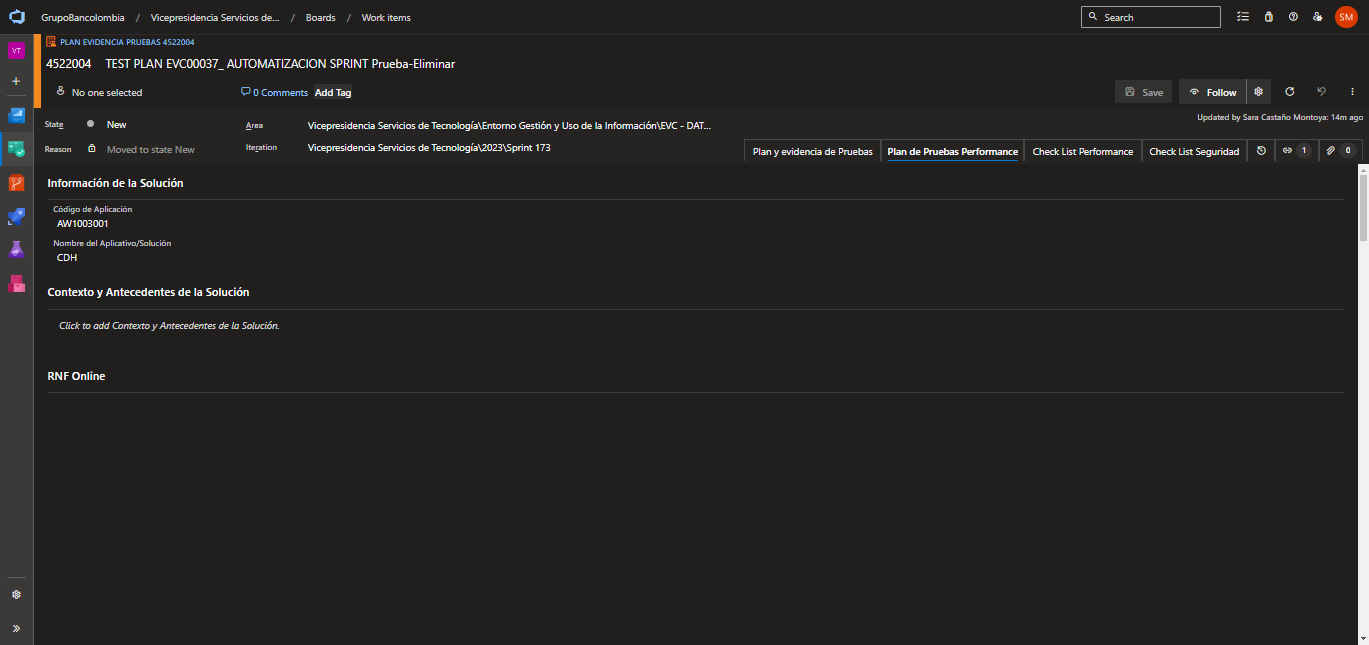 GrupoBancolombia / Vicepresidencia Servicios de... / Boards / Work items
Search
SM
VT
PLAN EVIDENCIA PRUEBAS 4522004
4522004 TEST PLAN EVC00037_ AUTOMATIZACION SPRINT Prueba-Eliminar
No one selected
0 Comments
Add Tag
Save
Follow
Updated by Sara Castaño Montoya: 14m ago
State
New
Area
Vicepresidencia Servicios de Tecnología\Entorno Gestión y Uso de la Información\EVC - DAT...
Reason
Moved to state New
Iteration
Vicepresidencia Servicios de Tecnología\2023\Sprint 173
Plan y evidencia de Pruebas
Plan de Pruebas Performance
Check List Performance
Check List Seguridad
1
0
Información de la Solución
Código de Aplicación
AW1003001
Nombre del Aplicativo/Solución
CDH
Contexto y Antecedentes de la Solución
Click to add Contexto y Antecedentes de la Solución.
RNF Online